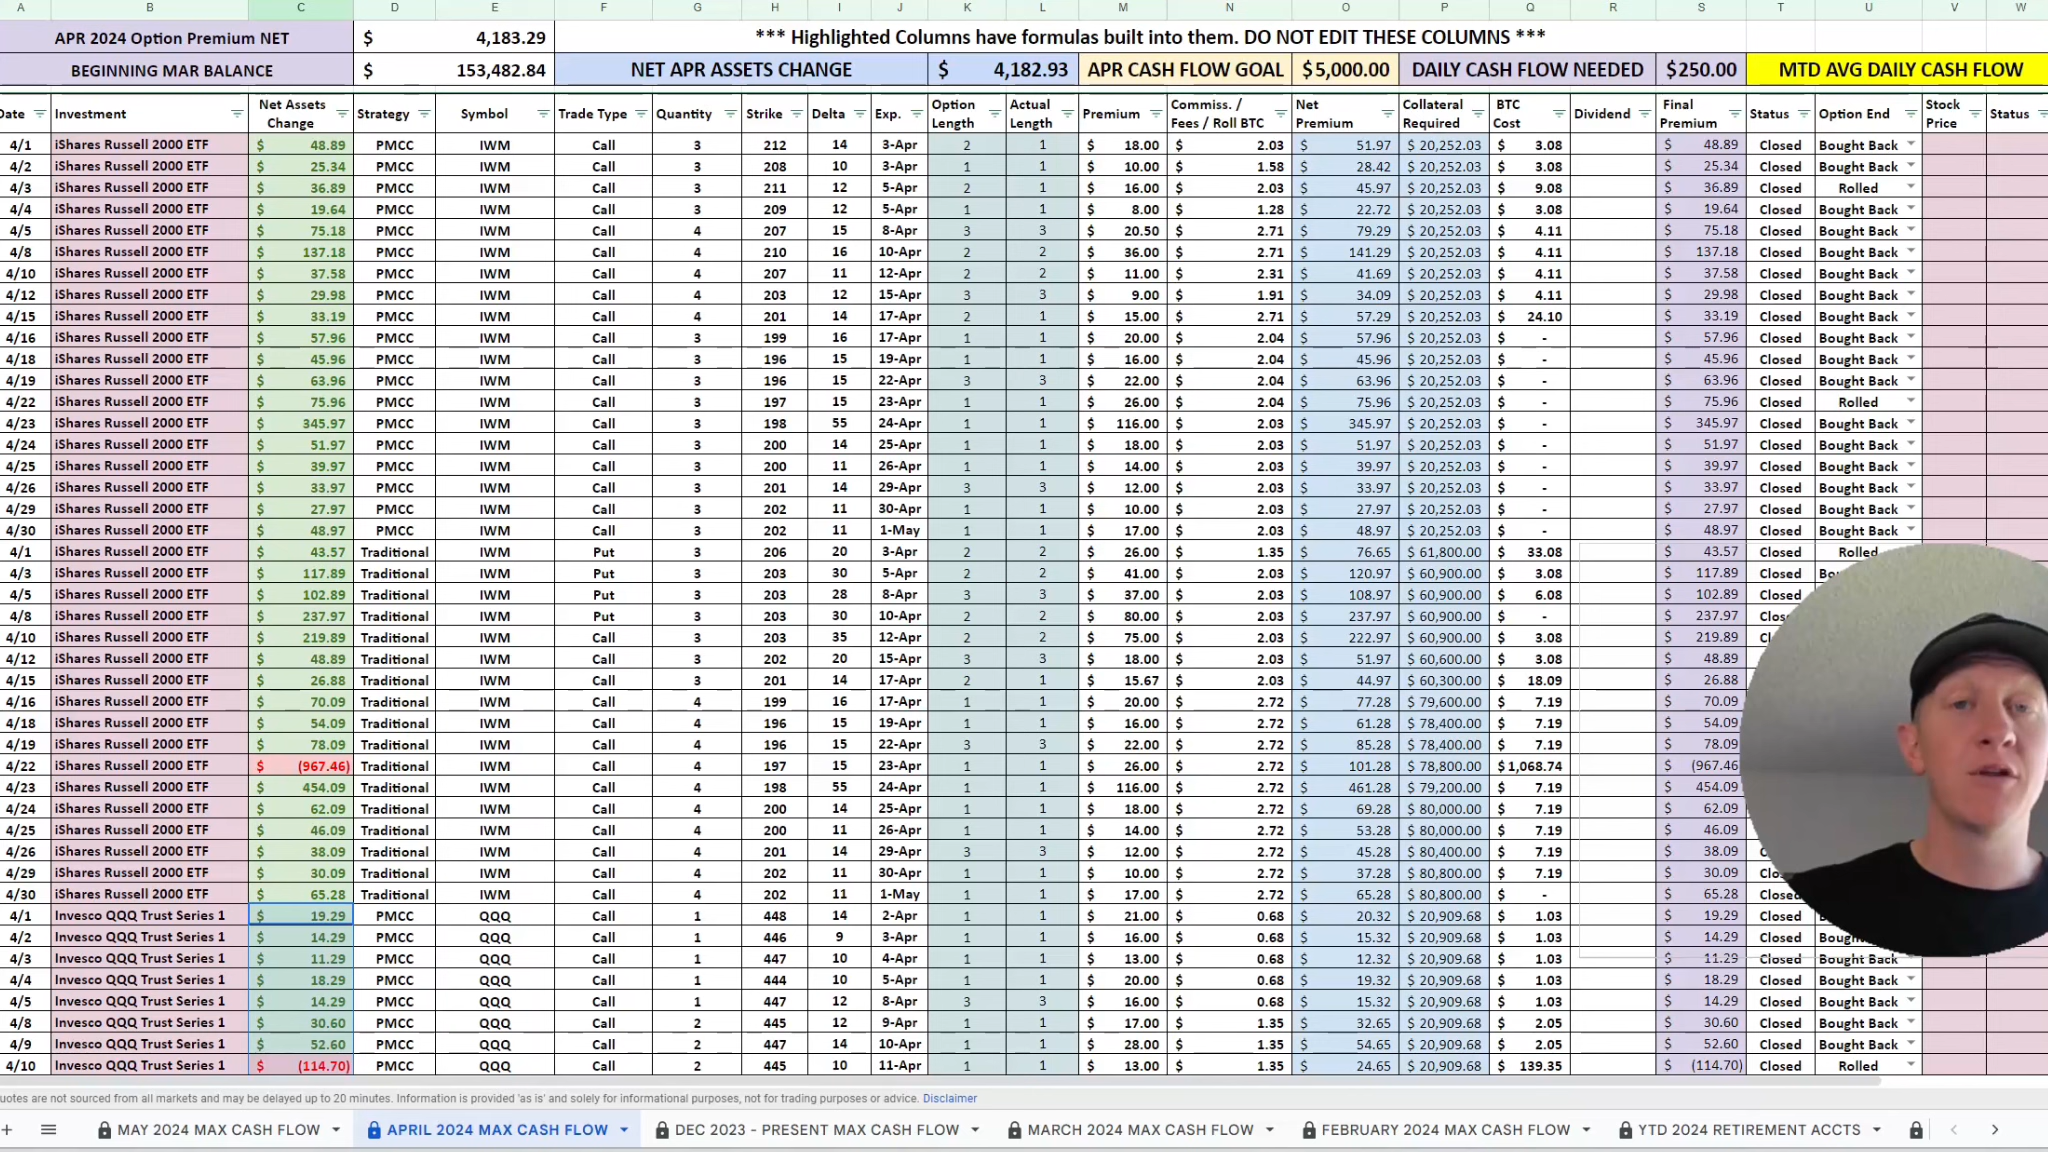 A B C D E F G H I J K L M N O P Q R S T U V W
APR 2024 Option Premium NET $ 4,183.29 *** Highlighted Columns have formulas built into them. DO NOT EDIT THESE COLUMNS ***
BEGINNING MAR BALANCE $ 153,482.84 NET APR ASSETS CHANGE $ 4,182.93 APR CASH FLOW GOAL $5,000.00 DAILY CASH FLOW NEEDED $250.00 MTD AVG DAILY CASH FLOW
Date Investment Net Assets Change Strategy Symbol Trade Type Quantity Strike Delta Exp. Option Length Actual Length Premium Commiss. / Fees / Roll BTC Net Premium Collateral Required BTC Cost Dividend Final Premium Status Option End Stock Price Status
4/1 iShares Russell 2000 ETF $ 48.89 PMCC IWM Call 3 212 14 3-Apr 2 1 $ 18.00 $ 2.03 $ 51.97 $ 20,252.03 $ 3.08 $ 48.89 Closed Bought Back
4/2 iShares Russell 2000 ETF $ 25.34 PMCC IWM Call 3 208 10 3-Apr 1 1 $ 10.00 $ 1.58 $ 28.42 $ 20,252.03 $ 3.08 $ 25.34 Closed Bought Back
4/3 iShares Russell 2000 ETF $ 36.89 PMCC IWM Call 3 211 12 5-Apr 2 1 $ 16.00 $ 2.03 $ 45.97 $ 20,252.03 $ 9.08 $ 36.89 Closed Rolled
4/4 iShares Russell 2000 ETF $ 19.64 PMCC IWM Call 3 209 12 5-Apr 1 1 $ 8.00 $ 1.28 $ 22.72 $ 20,252.03 $ 3.08 $ 19.64 Closed Bought Back
4/5 iShares Russell 2000 ETF $ 75.18 PMCC IWM Call 4 207 15 8-Apr 3 3 $ 20.50 $ 2.71 $ 79.29 $ 20,252.03 $ 4.11 $ 75.18 Closed Bought Back
4/8 iShares Russell 2000 ETF $ 137.18 PMCC IWM Call 4 210 16 10-Apr 2 2 $ 36.00 $ 2.71 $ 141.29 $ 20,252.03 $ 4.11 $ 137.18 Closed Bought Back
4/10 iShares Russell 2000 ETF $ 37.58 PMCC IWM Call 4 207 11 12-Apr 2 2 $ 11.00 $ 2.31 $ 41.69 $ 20,252.03 $ 4.11 $ 37.58 Closed Bought Back
4/12 iShares Russell 2000 ETF $ 29.98 PMCC IWM Call 4 203 12 15-Apr 3 3 $ 9.00 $ 1.91 $ 34.09 $ 20,252.03 $ 4.11 $ 29.98 Closed Bought Back
4/15 iShares Russell 2000 ETF $ 33.19 PMCC IWM Call 4 201 14 17-Apr 2 1 $ 15.00 $ 2.71 $ 57.29 $ 20,252.03 $ 24.10 $ 33.19 Closed Bought Back
4/16 iShares Russell 2000 ETF $ 57.96 PMCC IWM Call 3 199 16 17-Apr 1 1 $ 20.00 $ 2.04 $ 57.96 $ 20,252.03 $ - $ 57.96 Closed Bought Back
4/18 iShares Russell 2000 ETF $ 45.96 PMCC IWM Call 3 196 15 19-Apr 1 1 $ 16.00 $ 2.04 $ 45.96 $ 20,252.03 $ - $ 45.96 Closed Bought Back
4/19 iShares Russell 2000 ETF $ 63.96 PMCC IWM Call 3 196 15 22-Apr 3 3 $ 22.00 $ 2.04 $ 63.96 $ 20,252.03 $ - $ 63.96 Closed Bought Back
4/22 iShares Russell 2000 ETF $ 75.96 PMCC IWM Call 3 197 15 23-Apr 1 1 $ 26.00 $ 2.04 $ 75.96 $ 20,252.03 $ - $ 75.96 Closed Rolled
4/23 iShares Russell 2000 ETF $ 345.97 PMCC IWM Call 3 198 55 24-Apr 1 1 $ 116.00 $ 2.03 $ 345.97 $ 20,252.03 $ - $ 345.97 Closed Bought Back
4/24 iShares Russell 2000 ETF $ 51.97 PMCC IWM Call 3 200 14 25-Apr 1 1 $ 18.00 $ 2.03 $ 51.97 $ 20,252.03 $ - $ 51.97 Closed Bought Back
4/25 iShares Russell 2000 ETF $ 39.97 PMCC IWM Call 3 200 11 26-Apr 1 1 $ 14.00 $ 2.03 $ 39.97 $ 20,252.03 $ - $ 39.97 Closed Bought Back
4/26 iShares Russell 2000 ETF $ 33.97 PMCC IWM Call 3 201 14 29-Apr 3 3 $ 12.00 $ 2.03 $ 33.97 $ 20,252.03 $ - $ 33.97 Closed Bought Back
4/29 iShares Russell 2000 ETF $ 27.97 PMCC IWM Call 3 202 11 30-Apr 1 1 $ 10.00 $ 2.03 $ 27.97 $ 20,252.03 $ - $ 27.97 Closed Bought Back
4/30 iShares Russell 2000 ETF $ 48.97 PMCC IWM Call 3 202 11 1-May 1 1 $ 17.00 $ 2.03 $ 48.97 $ 20,252.03 $ - $ 48.97 Closed Bought Back
4/1 iShares Russell 2000 ETF $ 43.57 Traditional IWM Put 3 206 20 3-Apr 2 2 $ 26.00 $ 1.35 $ 76.65 $ 61,800.00 $ 33.08 $ 43.57 Closed Rolled
4/3 iShares Russell 2000 ETF $ 117.89 Traditional IWM Put 3 203 30 5-Apr 2 2 $ 41.00 $ 2.03 $ 120.97 $ 60,900.00 $ 3.08 $ 117.89 Closed
4/5 iShares Russell 2000 ETF $ 102.89 Traditional IWM Put 3 203 28 8-Apr 3 3 $ 37.00 $ 2.03 $ 108.97 $ 60,900.00 $ 6.08 $ 102.89
4/8 iShares Russell 2000 ETF $ 237.97 Traditional IWM Put 3 203 30 10-Apr 2 2 $ 80.00 $ 2.03 $ 237.97 $ 60,900.00 $ - $ 237.97
4/10 iShares Russell 2000 ETF $ 219.89 Traditional IWM Call 3 203 35 12-Apr 2 2 $ 75.00 $ 2.03 $ 222.97 $ 60,900.00 $ 3.08 $ 219.89
4/12 iShares Russell 2000 ETF $ 48.89 Traditional IWM Call 3 202 20 15-Apr 3 3 $ 18.00 $ 2.03 $ 51.97 $ 60,600.00 $ 3.08 $ 48.89
4/15 iShares Russell 2000 ETF $ 26.88 Traditional IWM Call 3 201 14 17-Apr 2 1 $ 15.67 $ 2.03 $ 44.97 $ 60,300.00 $ 18.09 $ 26.88
4/16 iShares Russell 2000 ETF $ 70.09 Traditional IWM Call 4 199 16 17-Apr 1 1 $ 20.00 $ 2.72 $ 77.28 $ 79,600.00 $ 7.19 $ 70.09
4/18 iShares Russell 2000 ETF $ 54.09 Traditional IWM Call 4 196 15 19-Apr 1 1 $ 16.00 $ 2.72 $ 61.28 $ 78,400.00 $ 7.19 $ 54.09
4/19 iShares Russell 2000 ETF $ 78.09 Traditional IWM Call 4 196 15 22-Apr 3 3 $ 22.00 $ 2.72 $ 85.28 $ 78,400.00 $ 7.19 $ 78.09
4/22 iShares Russell 2000 ETF $ (967.46) Traditional IWM Call 4 197 15 23-Apr 1 1 $ 26.00 $ 2.72 $ 101.28 $ 78,800.00 $ 1,068.74 $ (967.46
4/23 iShares Russell 2000 ETF $ 454.09 Traditional IWM Call 4 198 55 24-Apr 1 1 $ 116.00 $ 2.72 $ 461.28 $ 79,200.00 $ 7.19 $ 454.09
4/24 iShares Russell 2000 ETF $ 62.09 Traditional IWM Call 4 200 14 25-Apr 1 1 $ 18.00 $ 2.72 $ 69.28 $ 80,000.00 $ 7.19 $ 62.09
4/25 iShares Russell 2000 ETF $ 46.09 Traditional IWM Call 4 200 11 26-Apr 1 1 $ 14.00 $ 2.72 $ 53.28 $ 80,000.00 $ 7.19 $ 46.09
4/26 iShares Russell 2000 ETF $ 38.09 Traditional IWM Call 4 201 14 29-Apr 3 3 $ 12.00 $ 2.72 $ 45.28 $ 80,400.00 $ 7.19 $ 38.09
4/29 iShares Russell 2000 ETF $ 30.09 Traditional IWM Call 4 202 11 30-Apr 1 1 $ 10.00 $ 2.72 $ 37.28 $ 80,800.00 $ 7.19 $ 30.09
4/30 iShares Russell 2000 ETF $ 65.28 Traditional IWM Call 4 202 11 1-May 1 1 $ 17.00 $ 2.72 $ 65.28 $ 80,800.00 $ - $ 65.28 Closed
4/1 Invesco QQQ Trust Series 1 $ 19.29 PMCC QQQ Call 1 448 14 2-Apr 1 1 $ 21.00 $ 0.68 $ 20.32 $ 20,909.68 $ 1.03 $ 19.29 Closed
4/2 Invesco QQQ Trust Series 1 $ 14.29 PMCC QQQ Call 1 446 9 3-Apr 1 1 $ 16.00 $ 0.68 $ 15.32 $ 20,909.68 $ 1.03 $ 14.29 Closed
4/3 Invesco QQQ Trust Series 1 $ 11.29 PMCC QQQ Call 1 447 10 4-Apr 1 1 $ 13.00 $ 0.68 $ 12.32 $ 20,909.68 $ 1.03 $ 11.29 Closed Bought Back
4/4 Invesco QQQ Trust Series 1 $ 18.29 PMCC QQQ Call 1 444 10 5-Apr 1 1 $ 20.00 $ 0.68 $ 19.32 $ 20,909.68 $ 1.03 $ 18.29 Closed Bought Back
4/5 Invesco QQQ Trust Series 1 $ 14.29 PMCC QQQ Call 1 447 12 8-Apr 3 3 $ 16.00 $ 0.68 $ 15.32 $ 20,909.68 $ 1.03 $ 14.29 Closed Bought Back
4/8 Invesco QQQ Trust Series 1 $ 30.60 PMCC QQQ Call 2 445 12 9-Apr 1 1 $ 17.00 $ 1.35 $ 32.65 $ 20,909.68 $ 2.05 $ 30.60 Closed Bought Back
4/9 Invesco QQQ Trust Series 1 $ 52.60 PMCC QQQ Call 2 447 14 10-Apr 1 1 $ 28.00 $ 1.35 $ 54.65 $ 20,909.68 $ 2.05 $ 52.60 Closed Bought Back
4/10 Invesco QQQ Trust Series 1 $ (114.70) PMCC QQQ Call 2 445 10 11-Apr 1 1 $ 13.00 $ 1.35 $ 24.65 $ 20,909.68 $ 139.35 $ (114.70) Closed Rolled
uotes are not sourced from all markets and may be delayed up to 20 minutes. Information is provided 'as is' and solely for informational purposes, not for trading purposes or advice. Disclaimer
MAY 2024 MAX CASH FLOW APRIL 2024 MAX CASH FLOW DEC 2023 - PRESENT MAX CASH FLOW MARCH 2024 MAX CASH FLOW FEBRUARY 2024 MAX CASH FLOW YTD 2024 RETIREMENT ACCTS